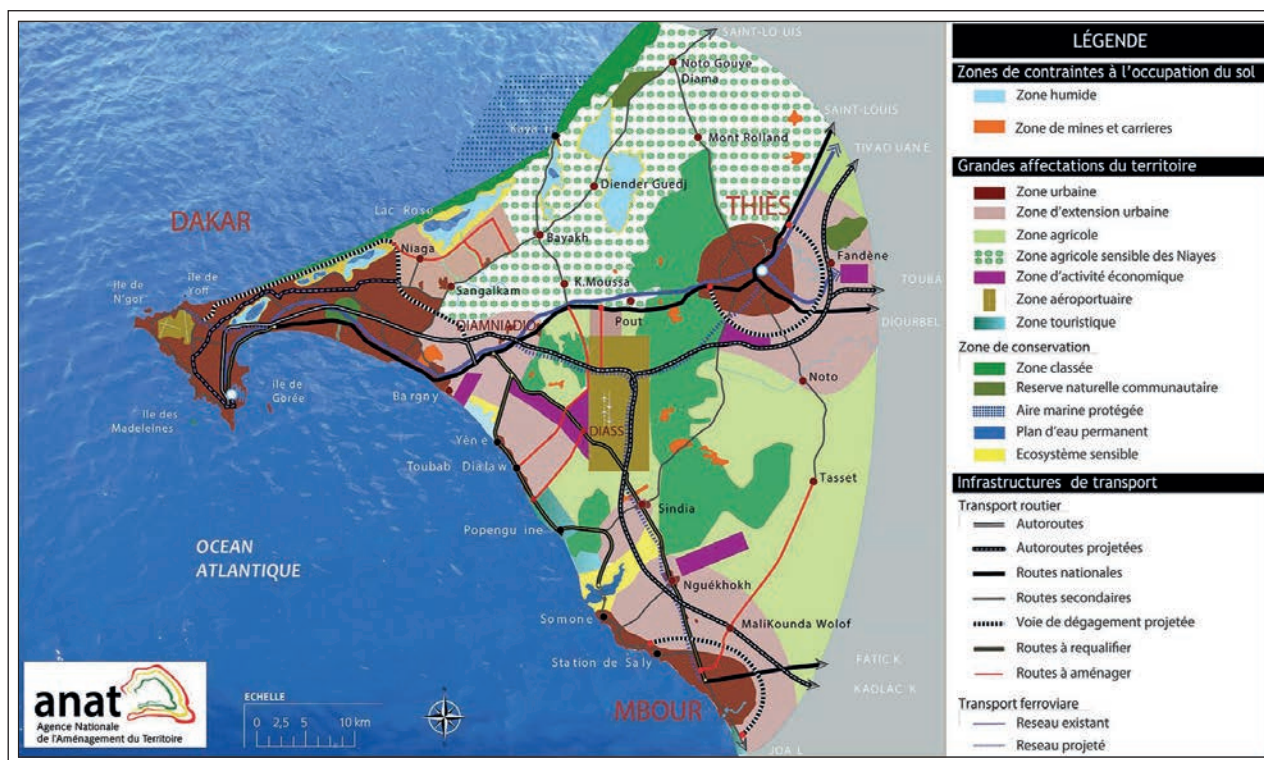 SAINT-LOUIS
Noto Gouye
Diama
SAINT-LOUIS
Mont Rolland
TIVAOUANE
Diender Guedj
Lac Rose
DAKAR
THIÈS
Niaga
Bayakh
Fandène
île de
Yoff
île de
N'gor
Sangalkam
K.Moussa
TOUBA
DIAMNIADIO
Pout
DIOURBEL
île de
Gorée
Ile des
Madeleines
Bargny
Noto
DIASS
Yène
Toubab Dialaw
Tasset
Sindia
Popenguine
OCEAN
ATLANTIQUE
Nguékhokh
Somone
MaliKounda Wolof
Station de Saly
FATICK
KAOLACK
MBOUR
JOAL
anat
Agence Nationale
de l'Aménagement du Territoire
ECHELLE
0 2,5 5 10 km
LÉGENDE
Zones de contraintes à l'occupation du sol
Zone humide
Zone de mines et carrieres
Grandes affectations du territoire
Zone urbaine
Zone d'extension urbaine
Zone agricole
Zone agricole sensible des Niayes
Zone d'activité économique
Zone aéroportuaire
Zone touristique
Zone de conservation
Zone classée
Reserve naturelle communautaire
Aire marine protégée
Plan d'eau permanent
Ecosystème sensible
Infrastructures de transport
Transport routier
Autoroutes
Autoroutes projetées
Routes nationales
Routes secondaires
Voie de dégagement projetée
Routes à requalifier
Routes à aménager
Transport ferroviaire
Reseau existant
Reseau projeté